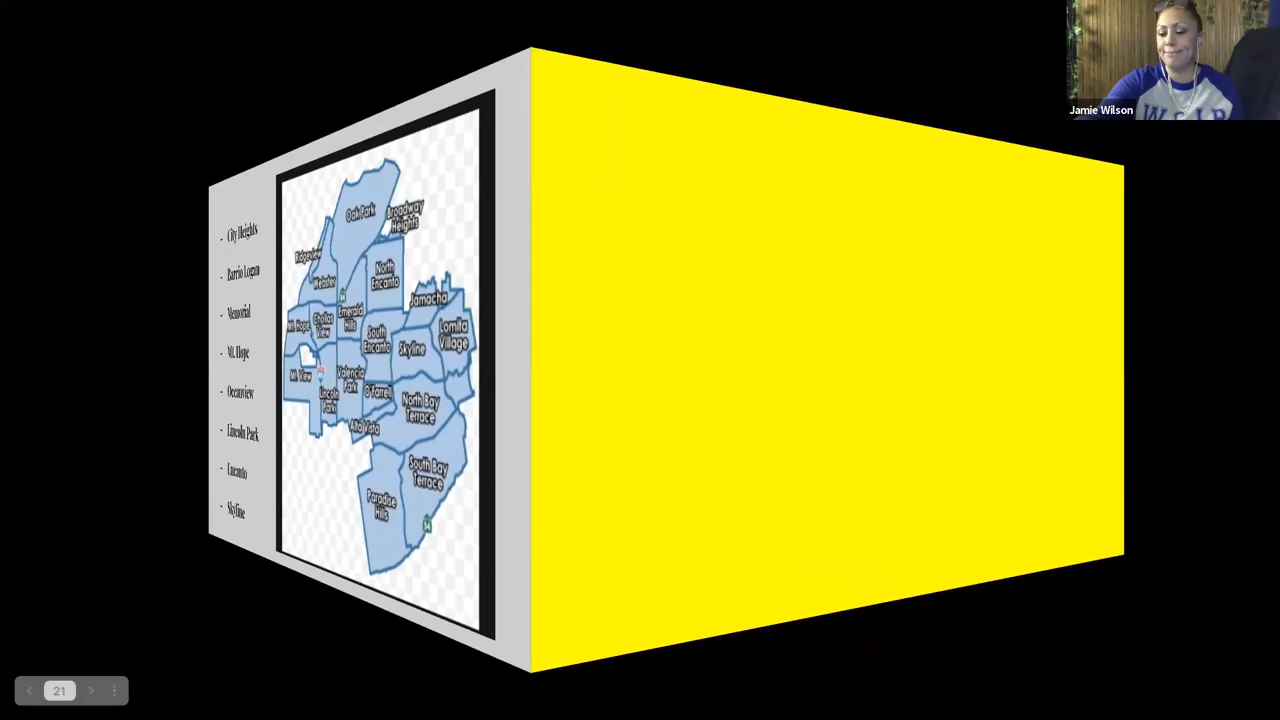 Jamie Wilson
- City Heights
- Barrio Logan
- Memorial
- Mt. Hope
- Oceanview
- Lincoln Park
- Encanto
- Skyline
Oak Park
Broadway
Heights
Ridgeview
Webster
North
Encanto
Jamacha
Mt. Hope
Chollas
View
Emerald
Hills
South
Encanto
Skyline
Lomita
Village
Mt. View
Lincoln
Park
Valencia
Park
O'Farrell
North Bay
Terrace
Alta Vista
South Bay
Terrace
Paradise
Hills
54
21